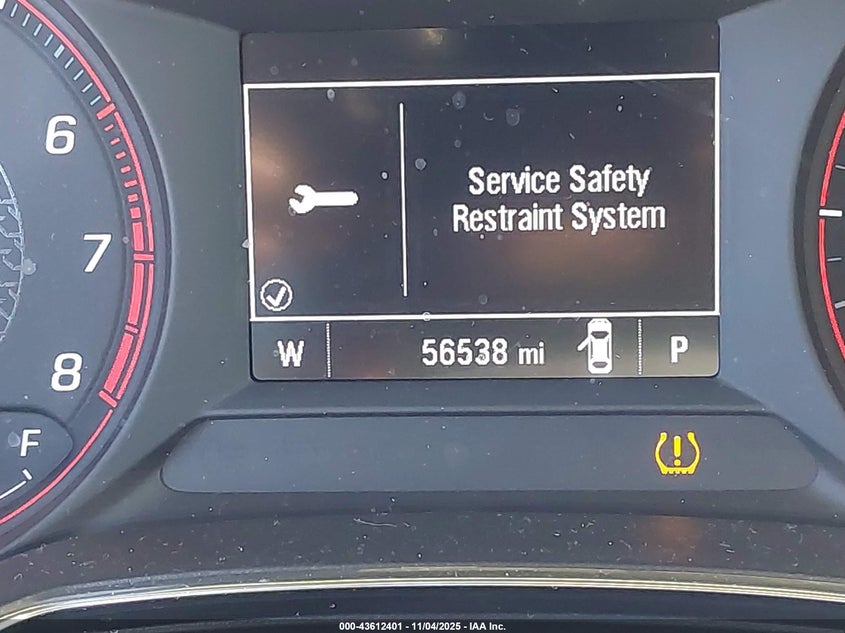 6
7
8
F
Service Safety
Restraint System
W
56538 mi
P
000-43612401 - 11/04/2025 - IAA Inc.